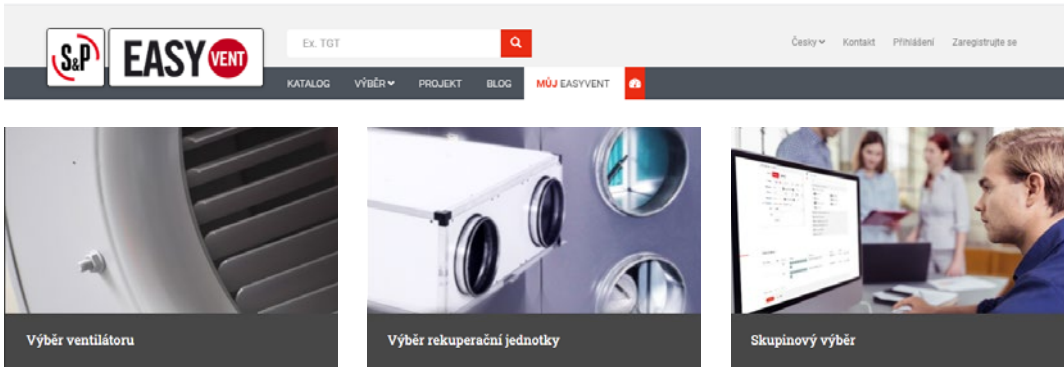 S&P EASY VENT
Ex. TGT
Česky Kontakt Přihlášení Zaregistrujte se
KATALOG VÝBĚR PROJEKT BLOG MŮJ EASYVENT
Výběr ventilátoru
Výběr rekuperační jednotky
Skupinový výběr